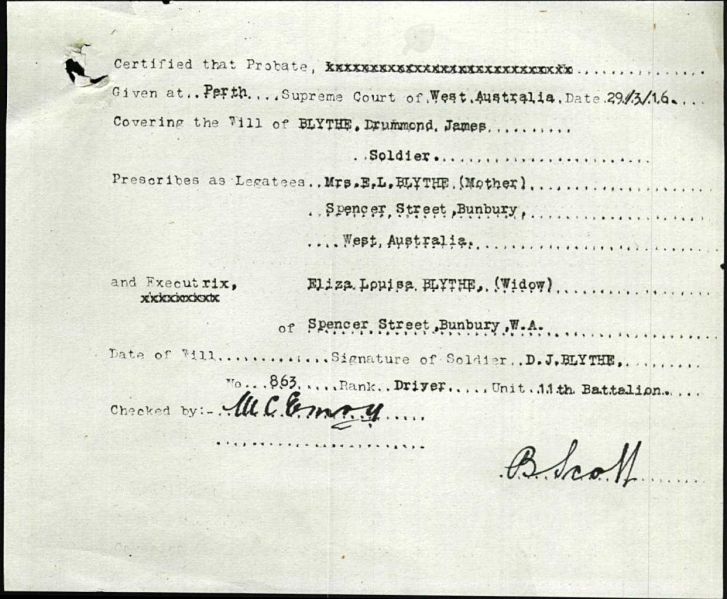 Certified that Probate, xxxxxxxxxxxxxxxxxxxxxxxxxxxx..............
Given at..Perth....Supreme Court of.West.Australia.Date.29/3/16....
Covering the Will of BLYTHE.Drummond.James..........
..Soldier........................
Prescribes as Legatees..Mrs.E.L.BLYTHE.(Mother)....................
..Spencer Street,Bunbury,....................
....West,Australia.....................
and Executrix, Eliza Louisa BLYTHE,.(Widow)....................
xxxxxxxxx
of Spencer Street,Bunbury,W.A.....................
Date of Will.............Signature of Soldier..D.J.BLYTHE,..........
No...863.....Rank..Driver.....Unit.11th Battalion....
Checked by:-
..........................
B Scott